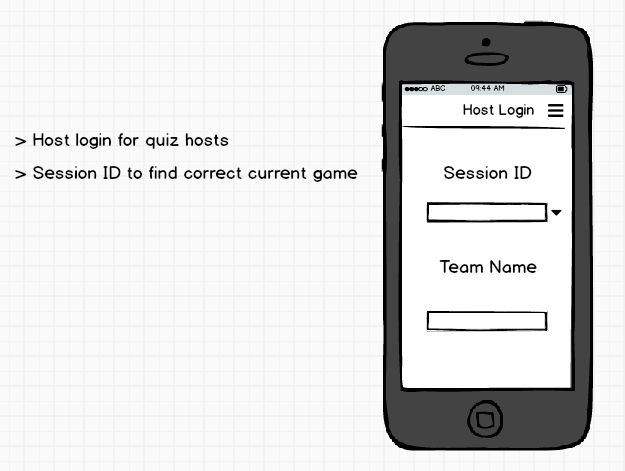 ABC 09:44 AM
Host Login
> Host login for quiz hosts
> Session ID to find correct current game
Session ID
Team Name